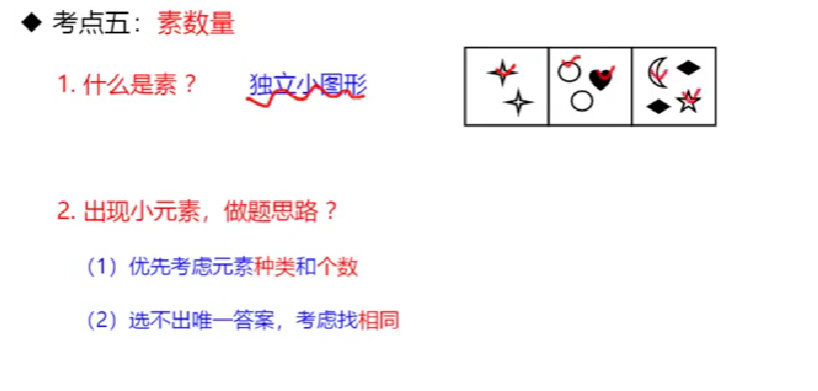 ◆ 考点五：素数量
1. 什么是素？ 独立小图形
2. 出现小元素，做题思路？
（1）优先考虑元素种类和个数
（2）选不出唯一答案，考虑找相同